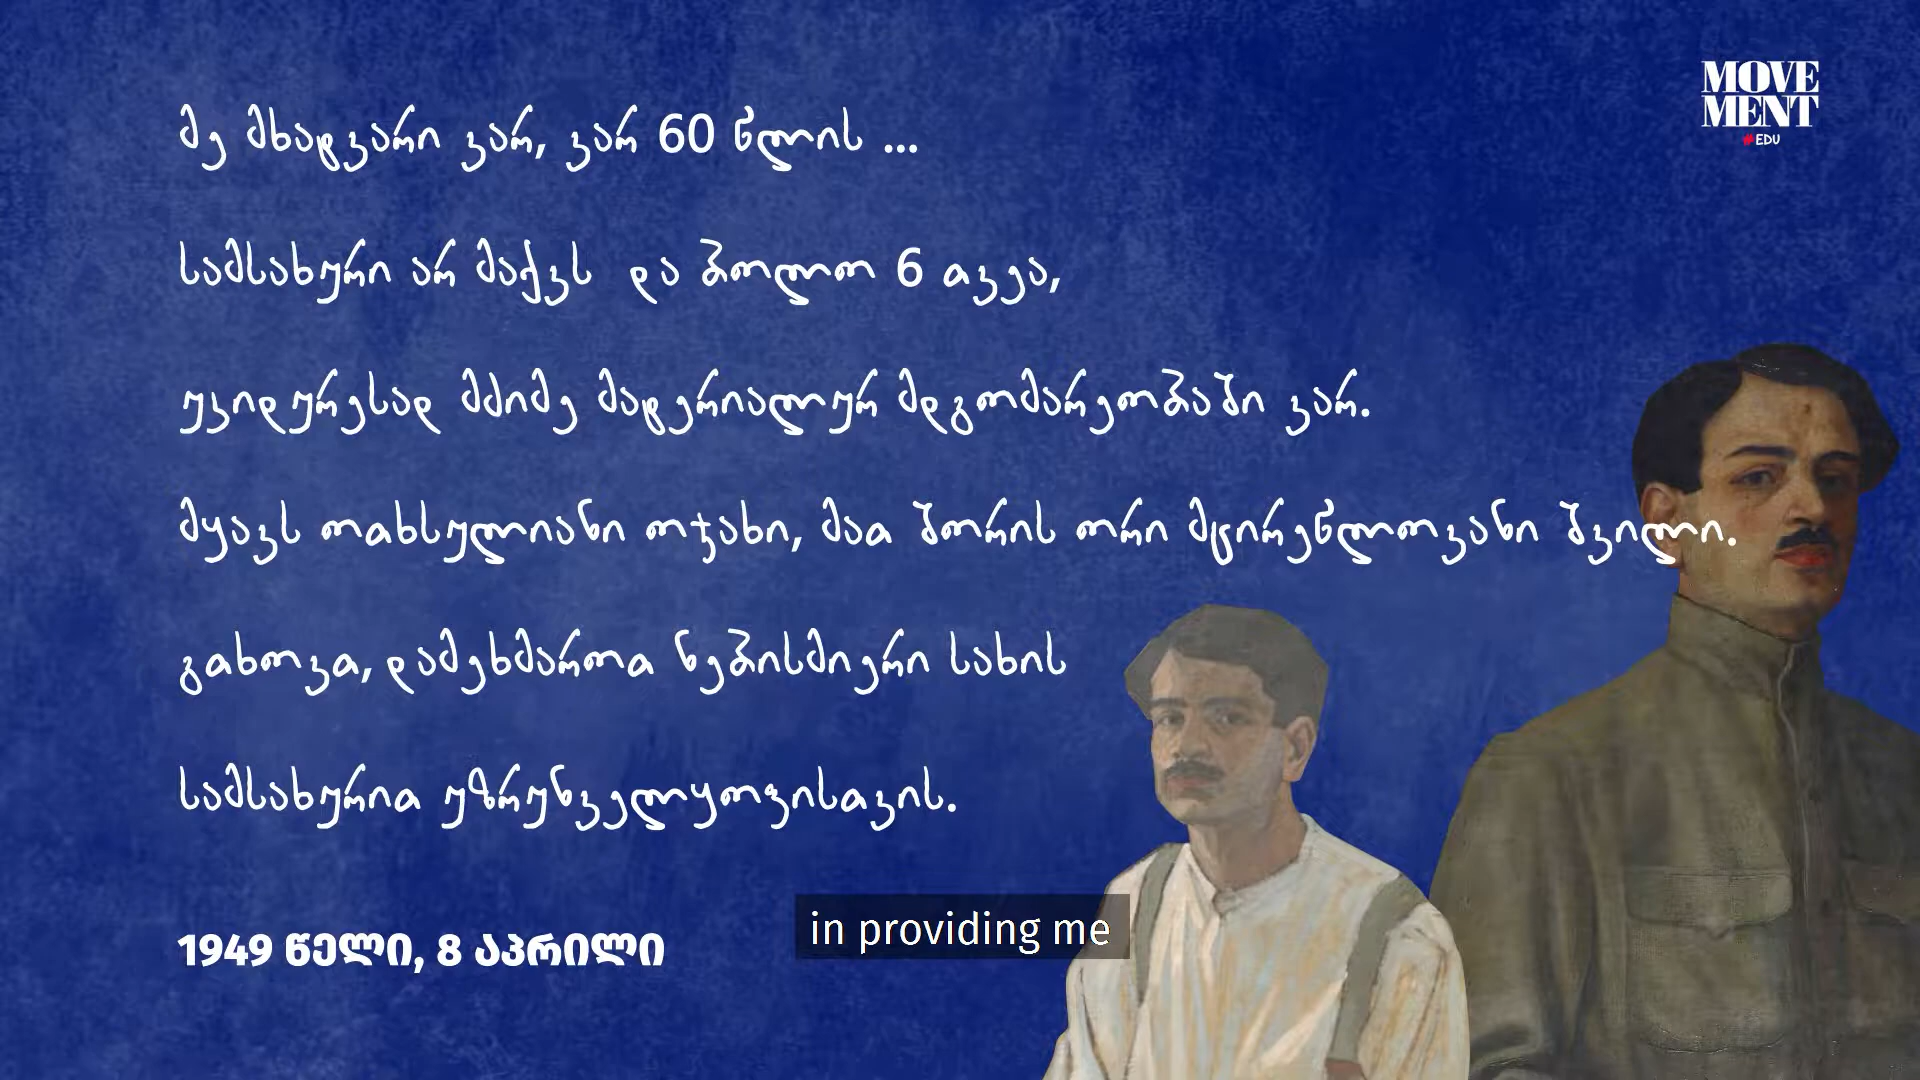 MOVE
MENT
#EDU
მე მხატვარი ვარ, ვარ 60 წლის ...
სამსახური არ მაქვს და ბოლო 6 თვეა,
უკიდურესად მძიმე მატერიალურ მდგომარეობაში ვარ.
მყავს ოთხსულიანი ოჯახი, მათ შორის ორი მცირეწლოვანი შვილი.
გთხოვთ, დამეხმაროთ ნებისმიერი სახის
სამსახურით უზრუნველყოფისათვის.
in providing me
1949 წელი, 8 აპრილი